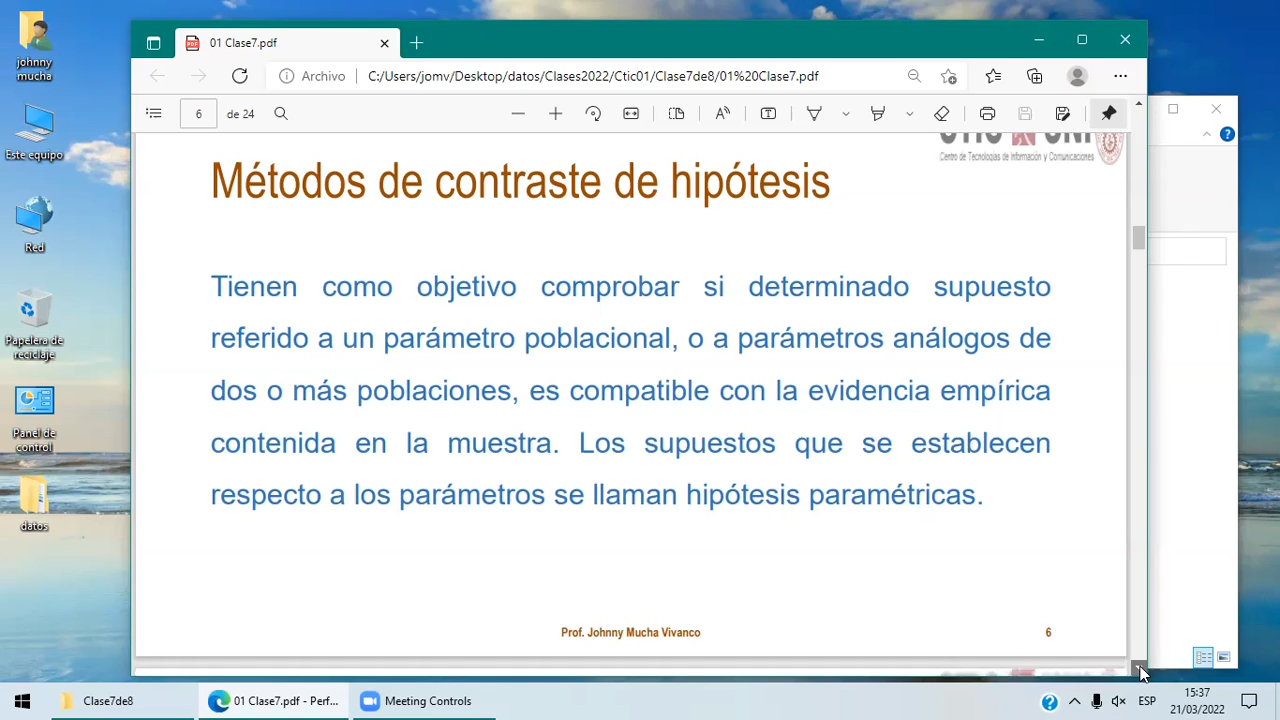 johnny
mucha
Este equipo
Red
Papelera de
reciclaje
Panel de
control
datos
01 Clase7.pdf
Archivo
C:/Users/jomv/Desktop/datos/Clases2022/Ctic01/Clase7de8/01%20Clase7.pdf
6
de 24
Centro de Tecnologías de Información y Comunicaciones
Métodos de contraste de hipótesis
Tienen como objetivo comprobar si determinado supuesto
referido a un parámetro poblacional, o a parámetros análogos de
dos o más poblaciones, es compatible con la evidencia empírica
contenida en la muestra. Los supuestos que se establecen
respecto a los parámetros se llaman hipótesis paramétricas.
Prof. Johnny Mucha Vivanco
6
Clase7de8
01 Clase7.pdf - Perf...
Meeting Controls
ESP
15:37
21/03/2022